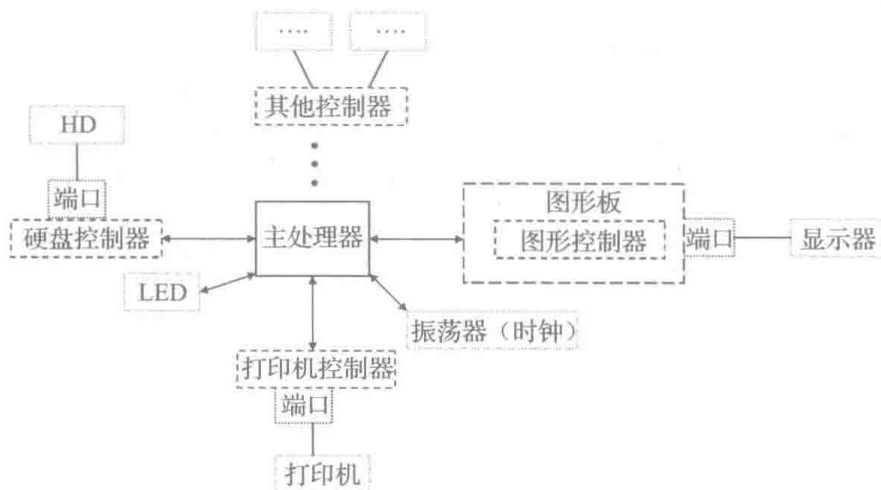 .... ....
其他控制器
HD
端口
硬盘控制器
主处理器
图形板
图形控制器
端口
显示器
LED
振荡器（时钟）
打印机控制器
端口
打印机